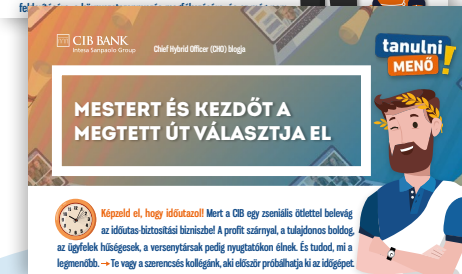 CIB BANK
Intesa Sanpaolo Group
Chief Hybrid Officer (CHO) blogja
tanulni
MENŐ!
MESTERT ÉS KEZDŐT A
MEGTETT ÚT VÁLASZTJA EL
Képzeld el, hogy időutazol! Mert a CIB egy zseniális ötlettel belevág
az időutas-biztosítási bizniszbe! A profit szárnyal, a tulajdonos boldog,
az ügyfelek hűségesek, a versenytársak pedig nyugtatókon élnek. És tudod, mi a
legmenőbb. → Te vagy a szerencsés kollégánk, aki először próbálhatja ki az időgépet.